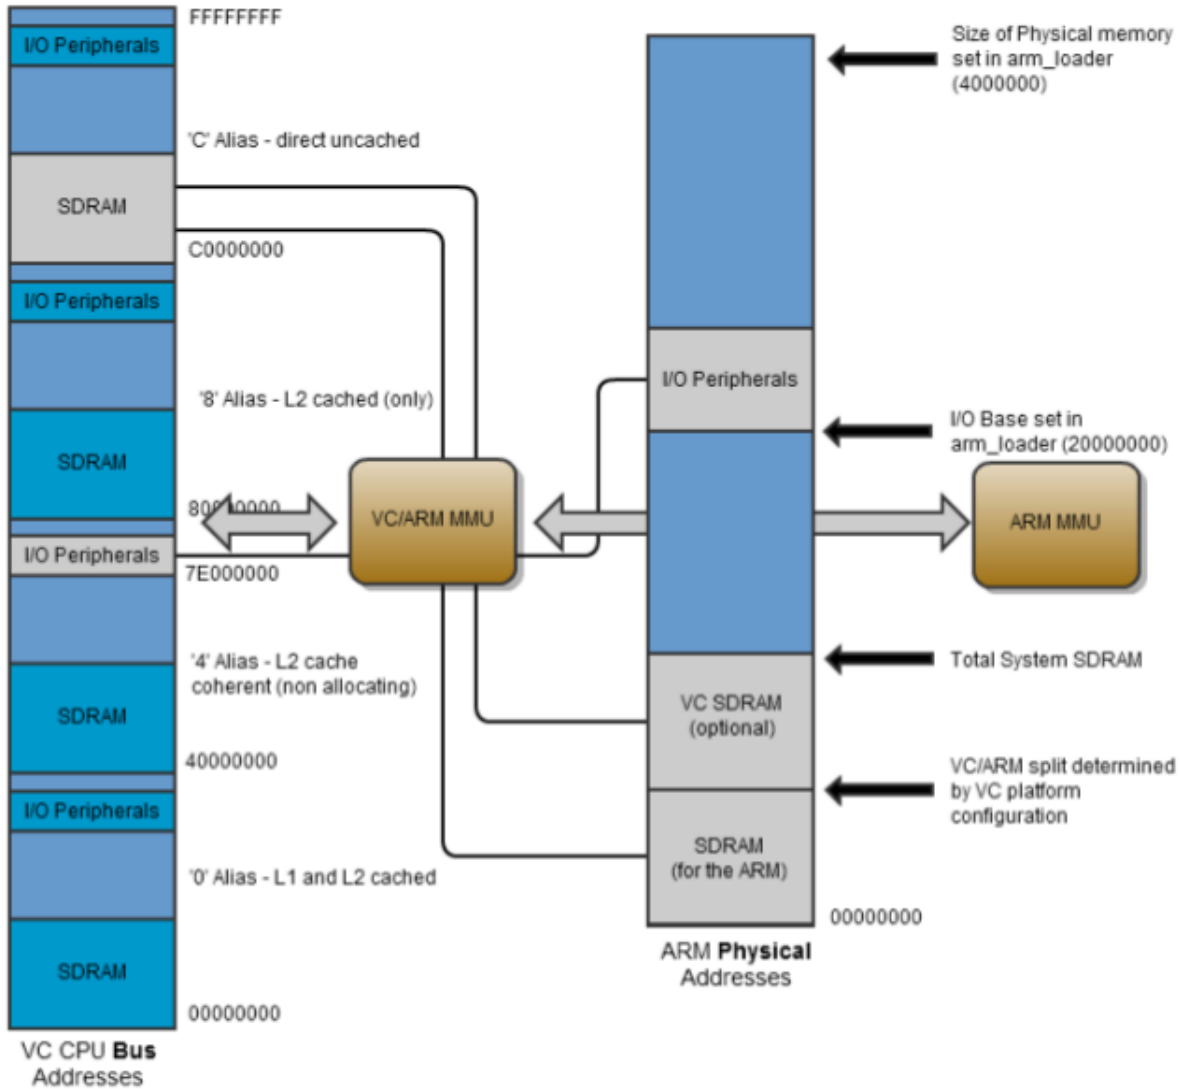 FFFFFFFF
I/O Peripherals
'C' Alias - direct uncached
SDRAM
C0000000
I/O Peripherals
'8' Alias - L2 cached (only)
SDRAM
80000000
I/O Peripherals
7E000000
'4' Alias - L2 cache
coherent (non allocating)
SDRAM
40000000
I/O Peripherals
'0' Alias - L1 and L2 cached
SDRAM
00000000
VC CPU Bus
Addresses
VC/ARM MMU
I/O Peripherals
VC SDRAM
(optional)
SDRAM
(for the ARM)
00000000
ARM Physical
Addresses
Size of Physical memory
set in arm_loader
(4000000)
I/O Base set in
arm_loader (20000000)
ARM MMU
Total System SDRAM
VC/ARM split determined
by VC platform
configuration